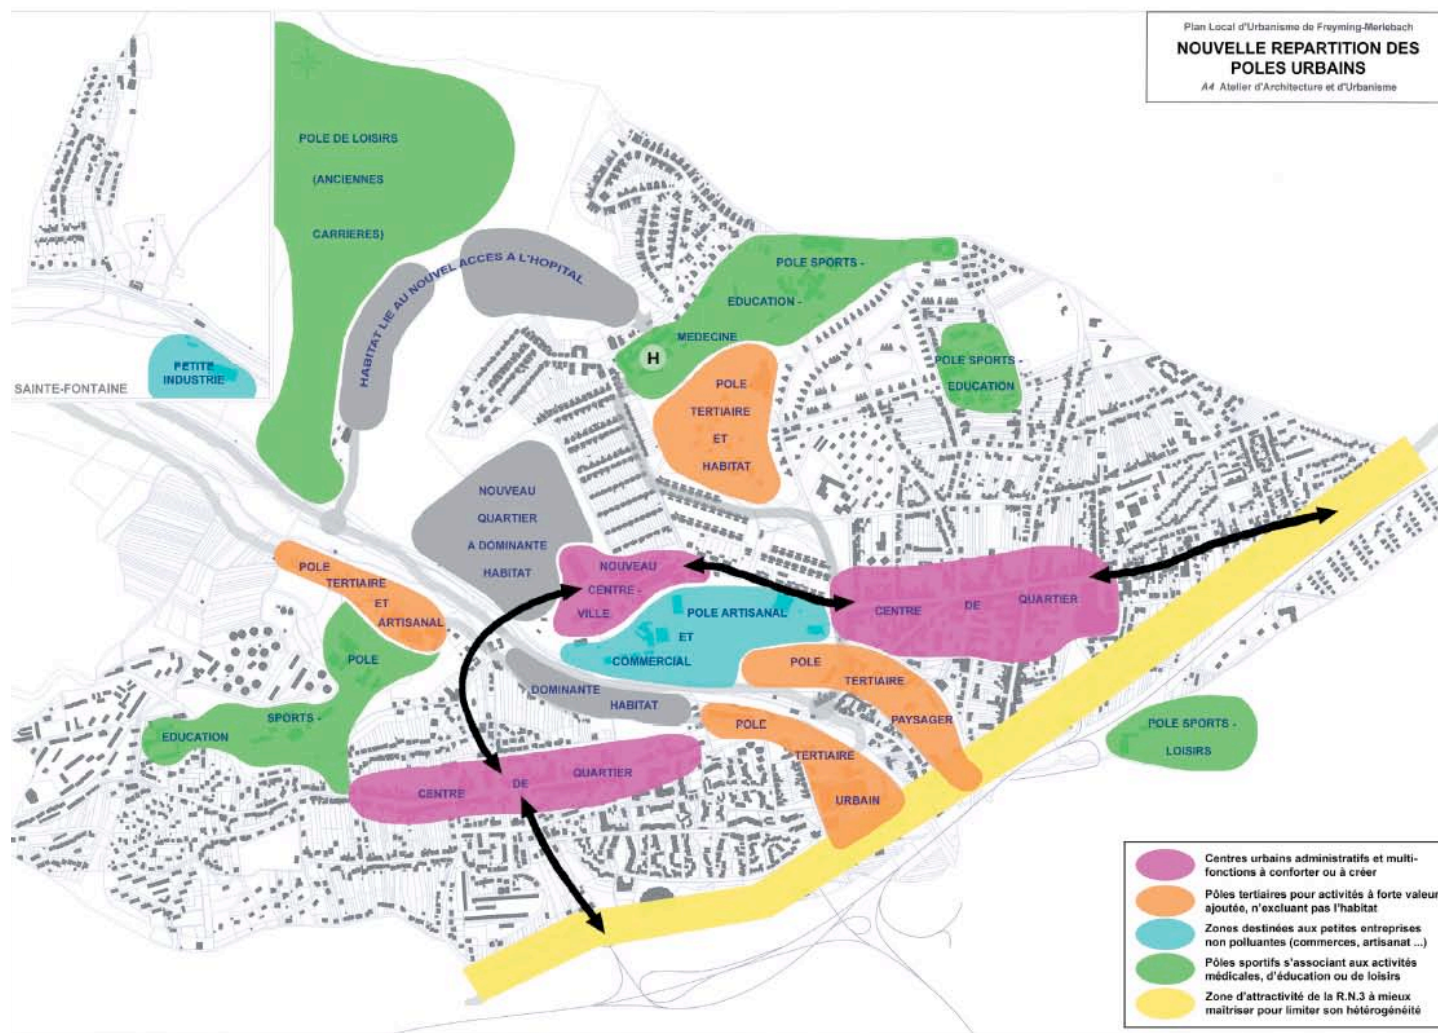 Plan Local d'Urbanisme de Freyming-Merlebach
NOUVELLE REPARTITION DES
POLES URBAINS
A4 Atelier d'Architecture et d'Urbanisme
POLE DE LOISIRS
(ANCIENNES
CARRIERES)
HABITAT LIE AU NOUVEL ACCES A L'HOPITAL
POLE SPORTS -
EDUCATION -
MEDECINE
H
PETITE
INDUSTRIE
SAINTE-FONTAINE
POLE SPORTS -
EDUCATION
POLE
TERTIAIRE
ET
HABITAT
NOUVEAU
QUARTIER
A DOMINANTE
HABITAT
NOUVEAU
CENTRE -
VILLE
POLE ARTISANAL
ET
COMMERCIAL
CENTRE DE QUARTIER
POLE
TERTIAIRE
ET
ARTISANAL
POLE
SPORTS -
EDUCATION
DOMINANTE
HABITAT
POLE
TERTIAIRE
PAYSAGER
POLE
TERTIAIRE
URBAIN
POLE SPORTS -
LOISIRS
CENTRE DE QUARTIER
Centres urbains administratifs et multi-
fonctions à conforter ou à créer
Pôles tertiaires pour activités à forte valeur
ajoutée, n'excluant pas l'habitat
Zones destinées aux petites entreprises
non polluantes (commerces, artisanat ...)
Pôles sportifs s'associant aux activités
médicales, d'éducation ou de loisirs
Zone d'attractivité de la R.N.3 à mieux
maîtriser pour limiter son hétérogénéité